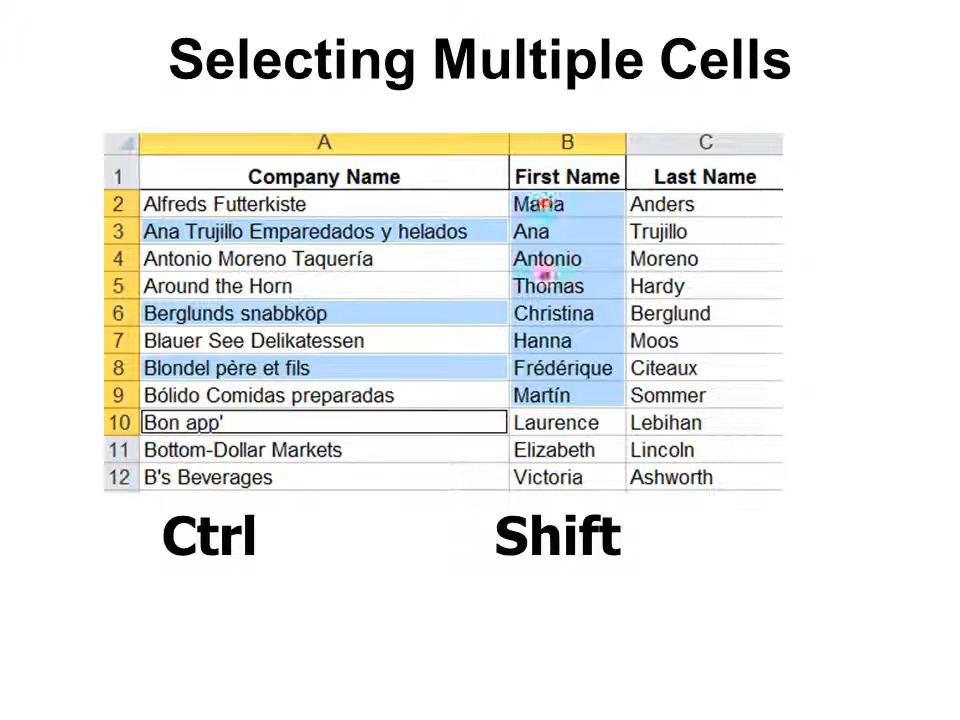 Selecting Multiple Cells
A B C
1 Company Name First Name Last Name
2 Alfreds Futterkiste Maria Anders
3 Ana Trujillo Emparedados y helados Ana Trujillo
4 Antonio Moreno Taquería Antonio Moreno
5 Around the Horn Thomas Hardy
6 Berglunds snabbköp Christina Berglund
7 Blauer See Delikatessen Hanna Moos
8 Blondel père et fils Frédérique Citeaux
9 Bólido Comidas preparadas Martín Sommer
10 Bon app' Laurence Lebihan
11 Bottom-Dollar Markets Elizabeth Lincoln
12 B's Beverages Victoria Ashworth
Ctrl Shift